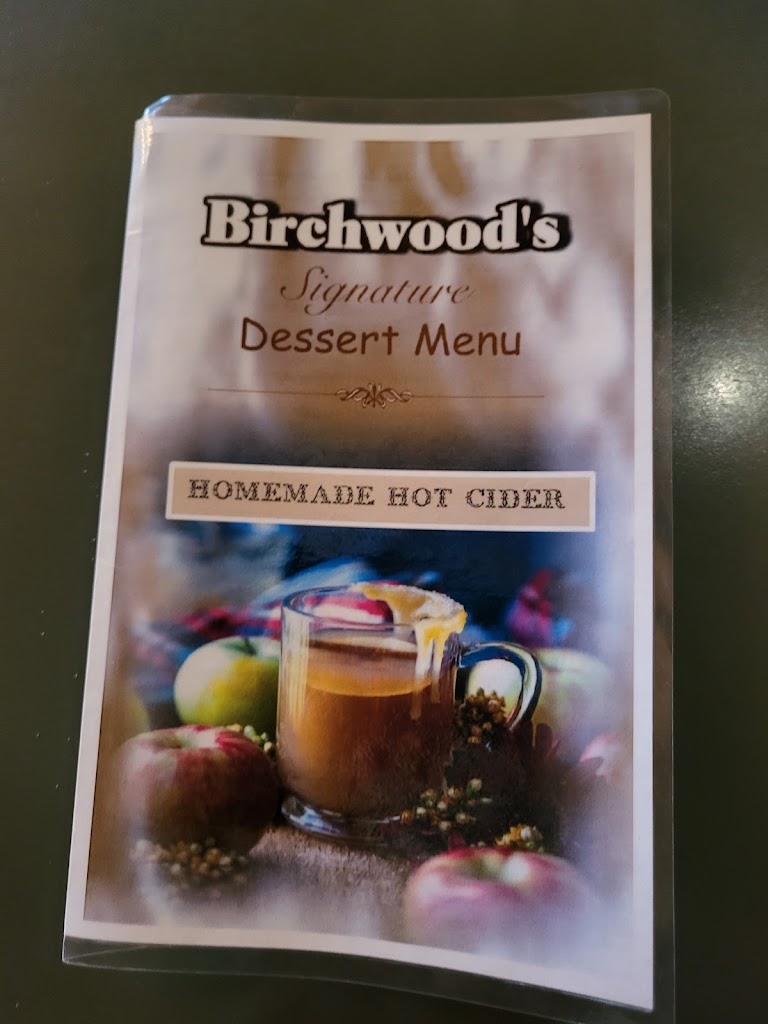 Birchwood's
Signature
Dessert Menu
HOMEMADE HOT CIDER